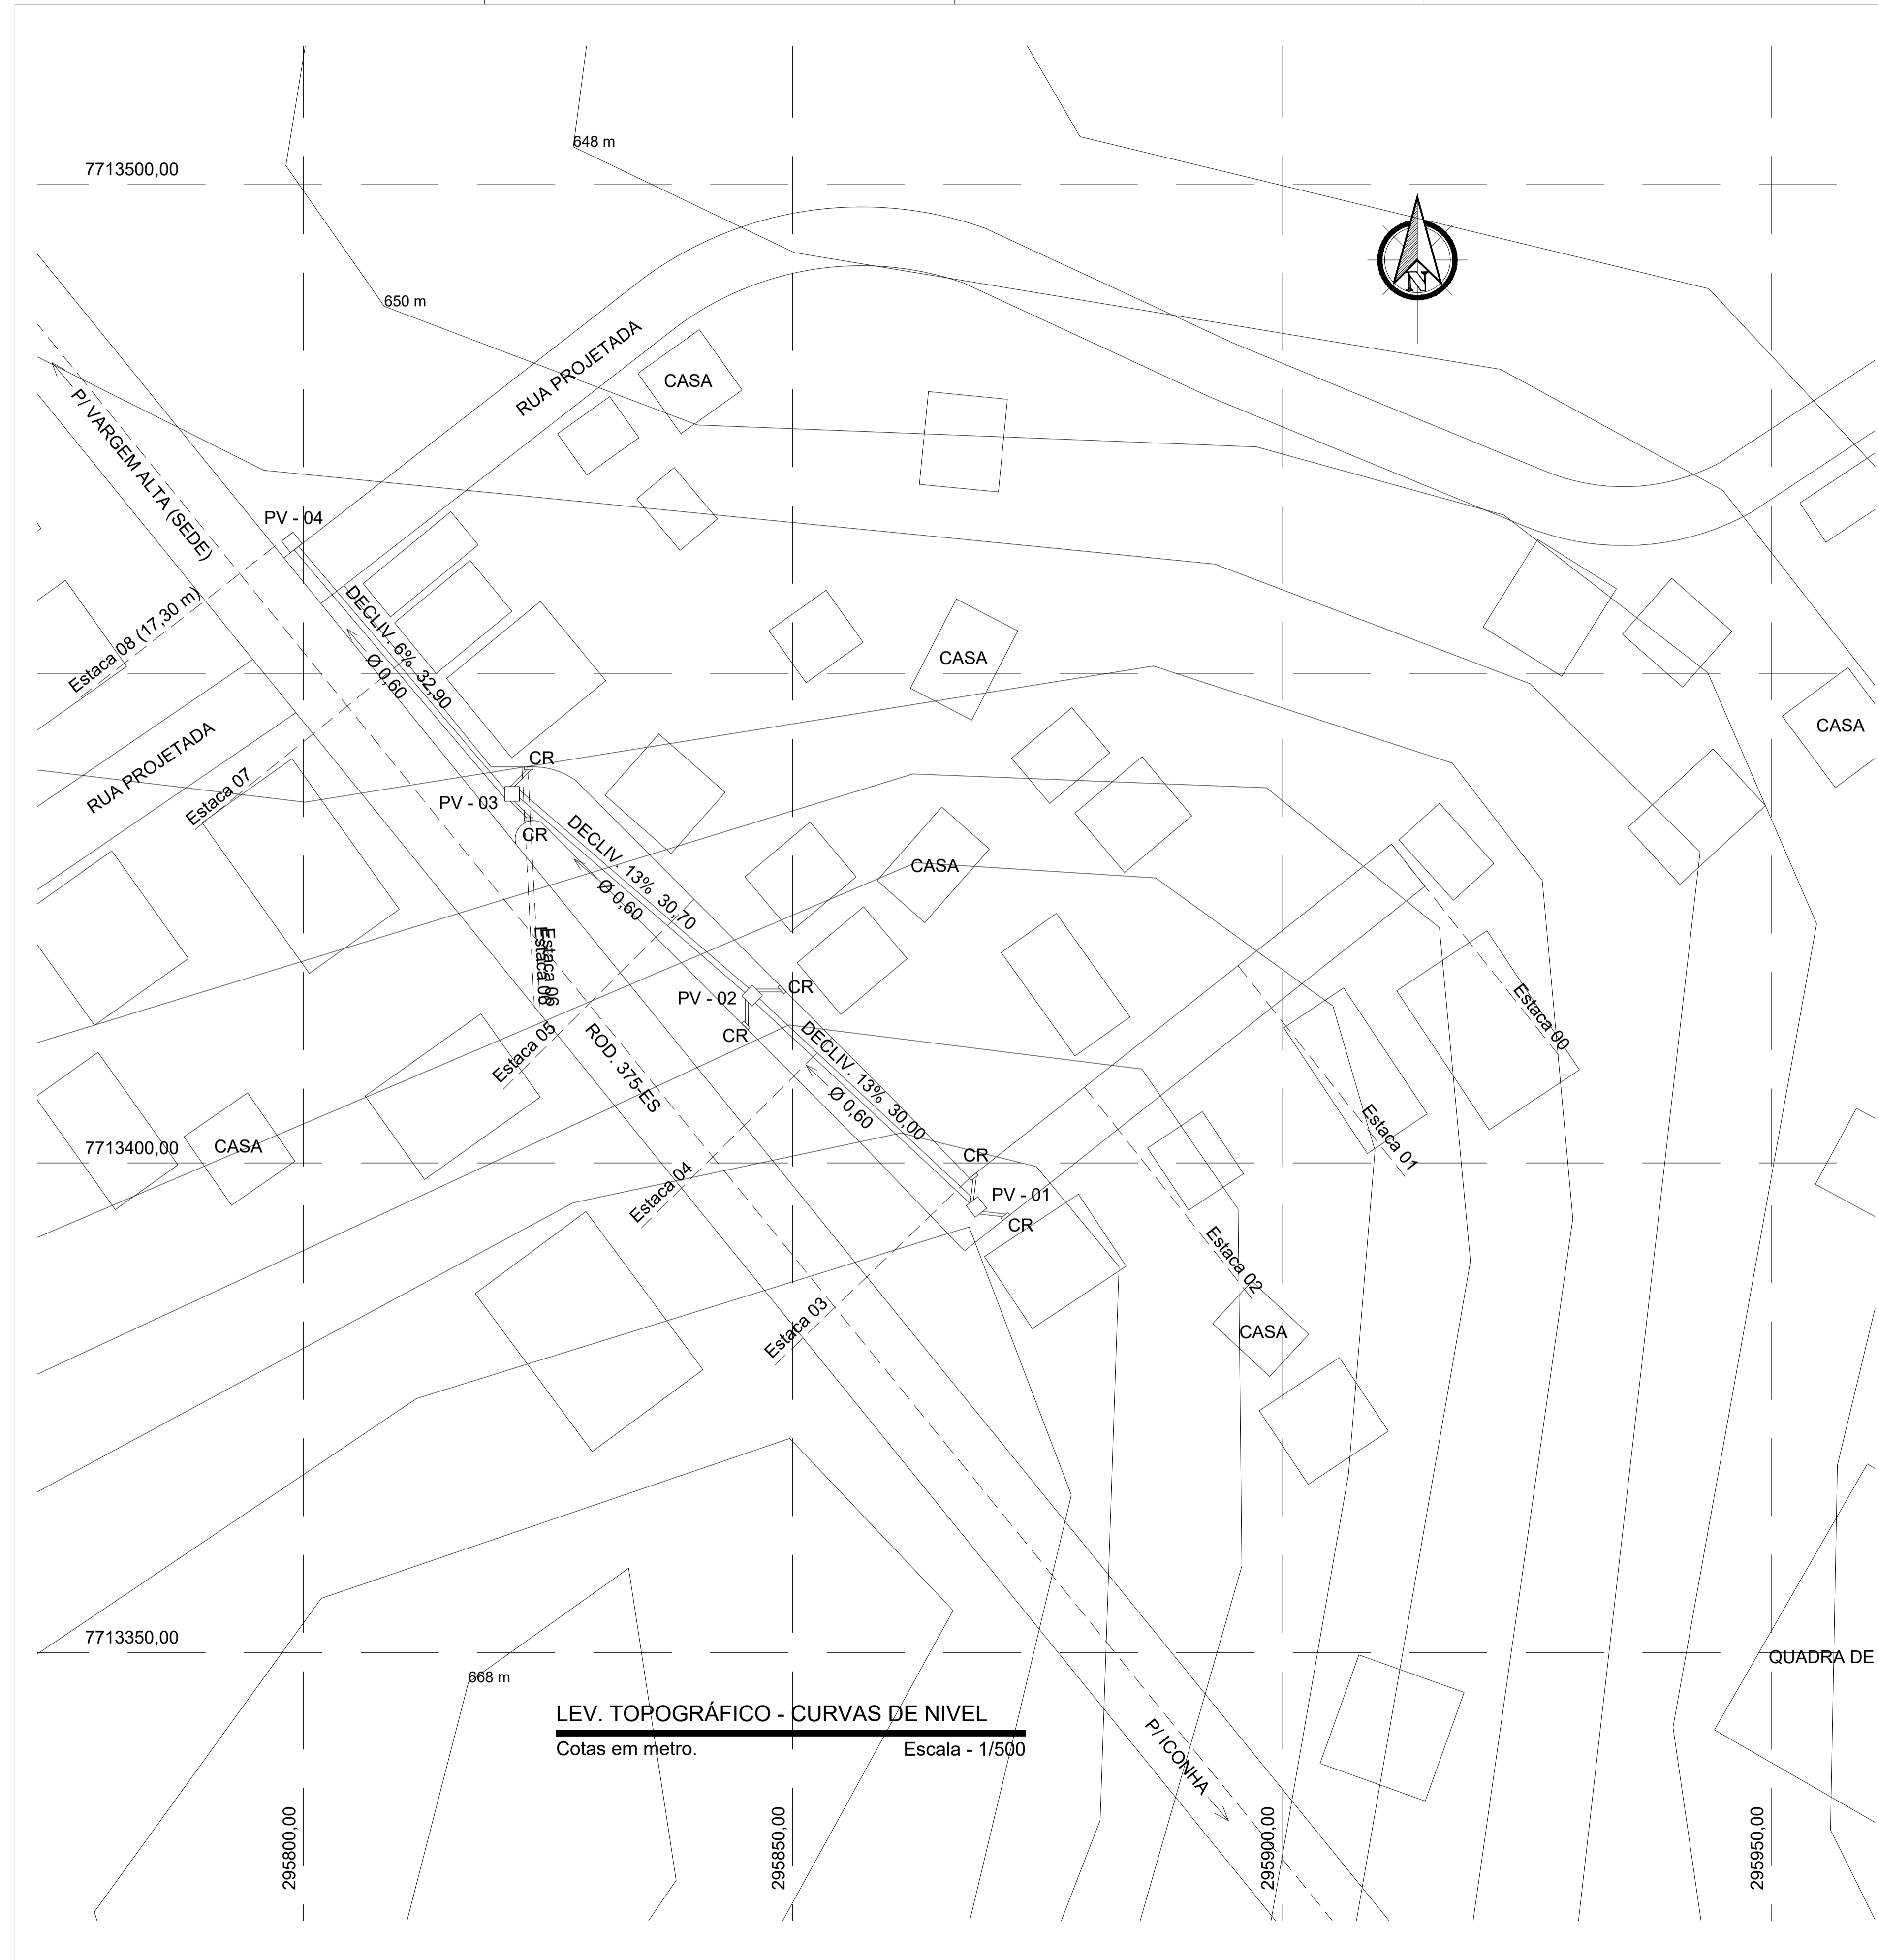 648 m
7713500,00
N
650 m
RUA PROJETADA
CASA
P/ VARGEM ALTA (SEDE)
PV - 04
Estaca 08 (17,30 m)
DECLIV. 6% 32,90
Ø 0,60
CASA
CASA
RUA PROJETADA
Estaca 07
CR
PV - 03
CR
DECLIV. 13% 30,70
Ø 0,60
CASA
Estaca 06
Estaca 06
Estaca 05
PV - 02
CR
CR
ROD. 375-ES
DECLIV. 13% 30,00
Ø 0,60
Estaca 00
Estaca 01
7713400,00
CASA
CR
PV - 01
CR
Estaca 04
Estaca 02
Estaca 03
CASA
7713350,00
668 m
QUADRA DE
LEV. TOPOGRÁFICO - CURVAS DE NIVEL
Cotas em metro.
Escala - 1/500
P/ ICONHA
295800,00
295850,00
295900,00
295950,00